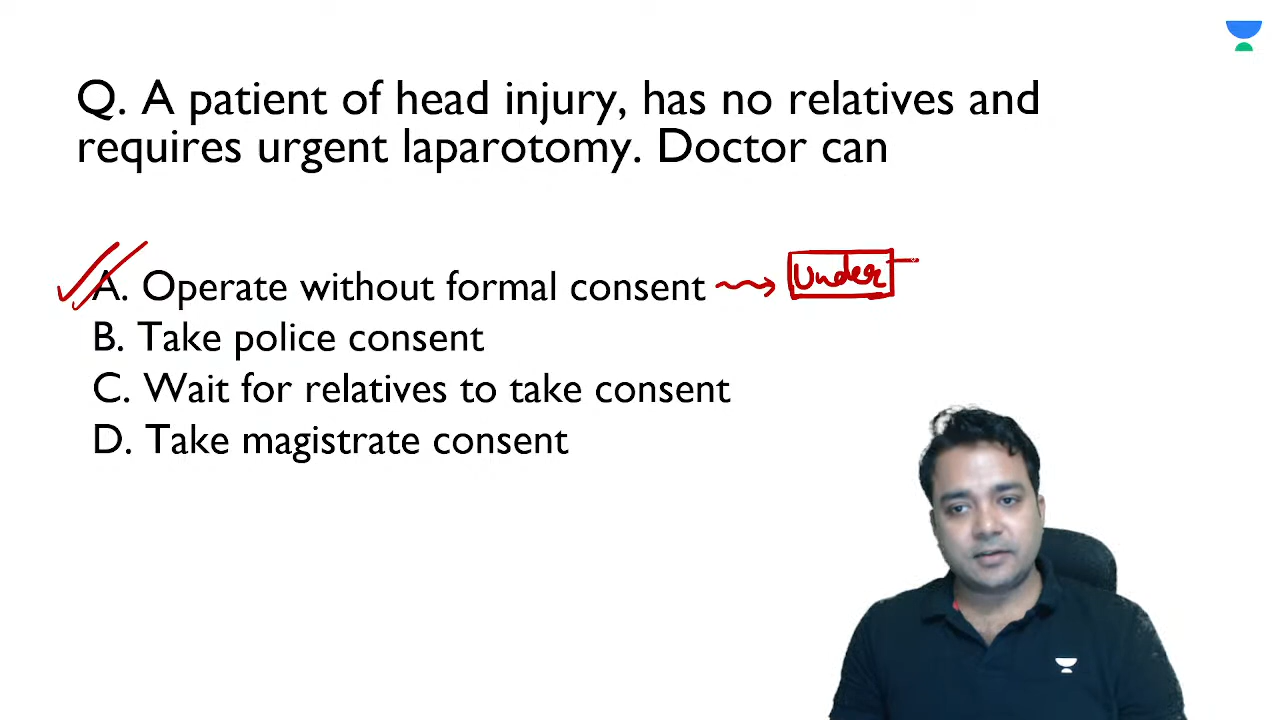 Q. A patient of head injury, has no relatives and
requires urgent laparotomy. Doctor can
A. Operate without formal consent Under
B. Take police consent
C. Wait for relatives to take consent
D. Take magistrate consent